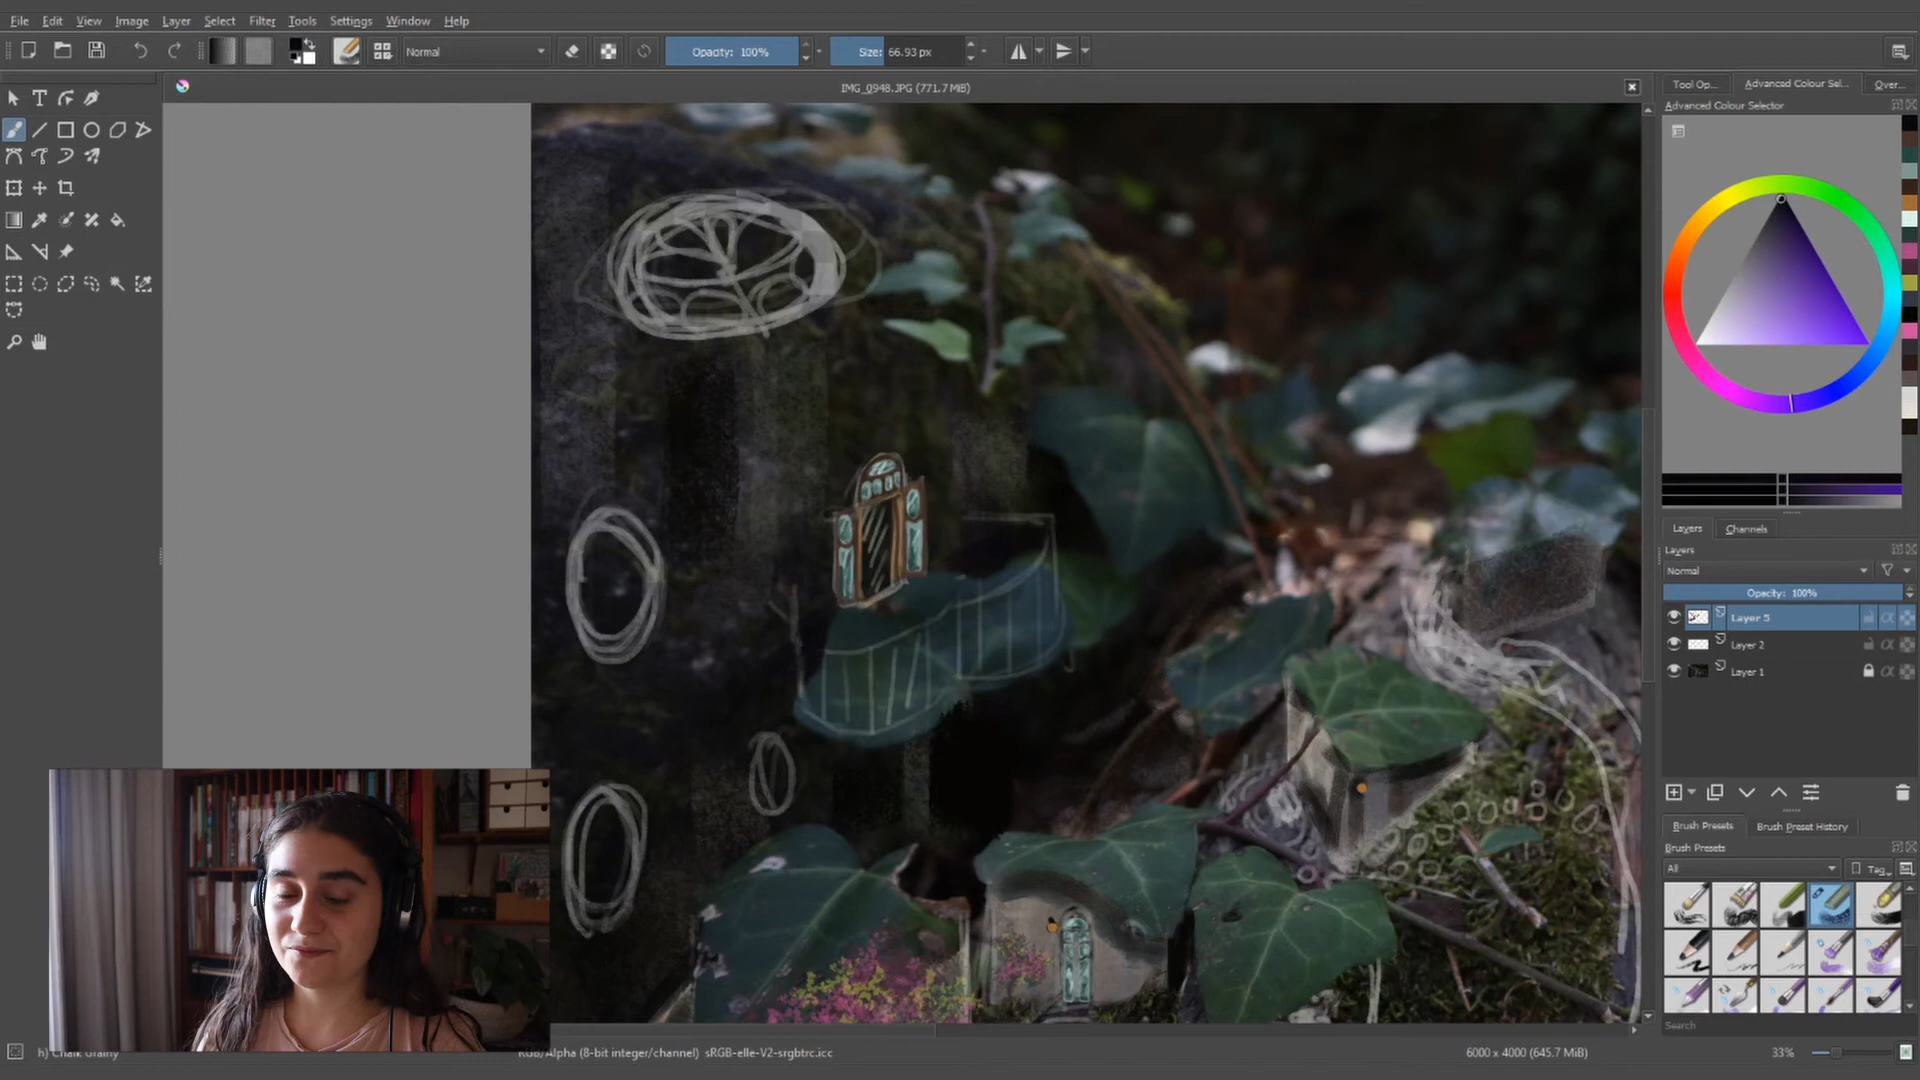 File Edit View Image Layer Select Filter Tools Settings Window Help
Normal
Opacity: 100%
Size: 66.93 px
IMG_0948.JPG (771.7 MiB)
Tool Op...
Advanced Colour Sel...
Over...
Advanced Colour Selector
Layers
Channels
Layers
Normal
Opacity: 100%
Layer 5
Layer 2
Layer 1
Brush Presets
Brush Preset History
Brush Presets
All
Tag
Search
h) Chalk Grainy
RGB/Alpha (8-bit integer/channel) sRGB-elle-V2-srgbtrc.icc
6000 x 4000 (645.7 MiB)
33%